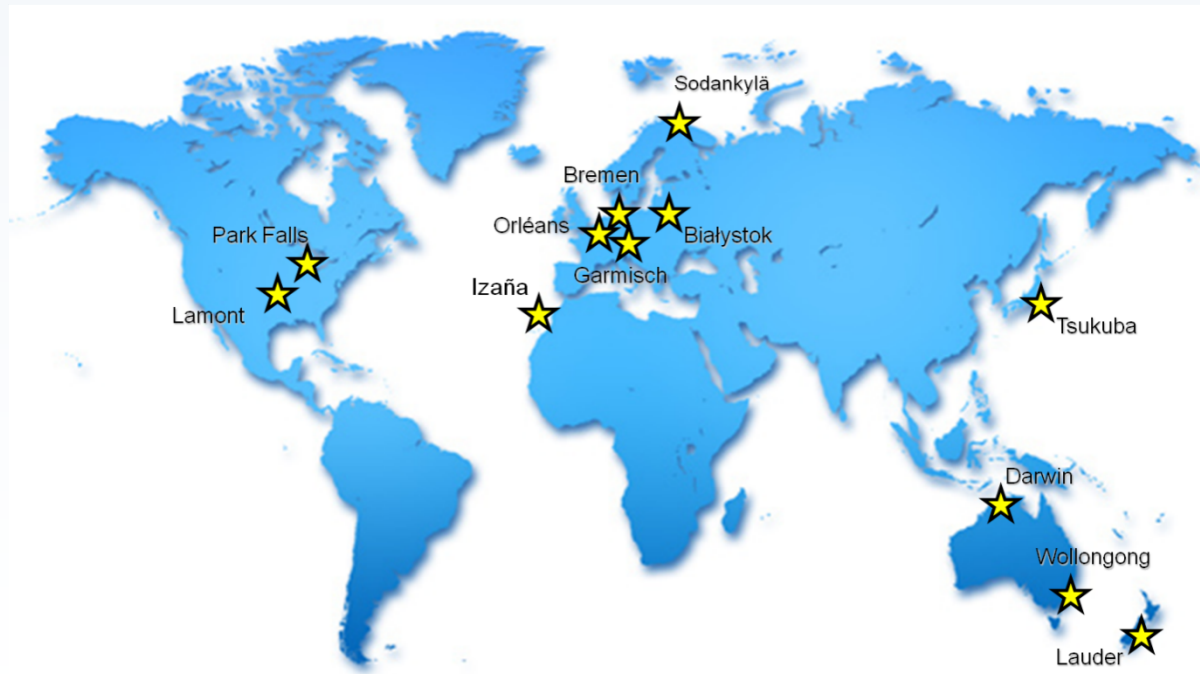 Sodankylä
Bremen
Orléans
Białystok
Park Falls
Garmisch
Izaña
Lamont
Tsukuba
Darwin
Wollongong
Lauder